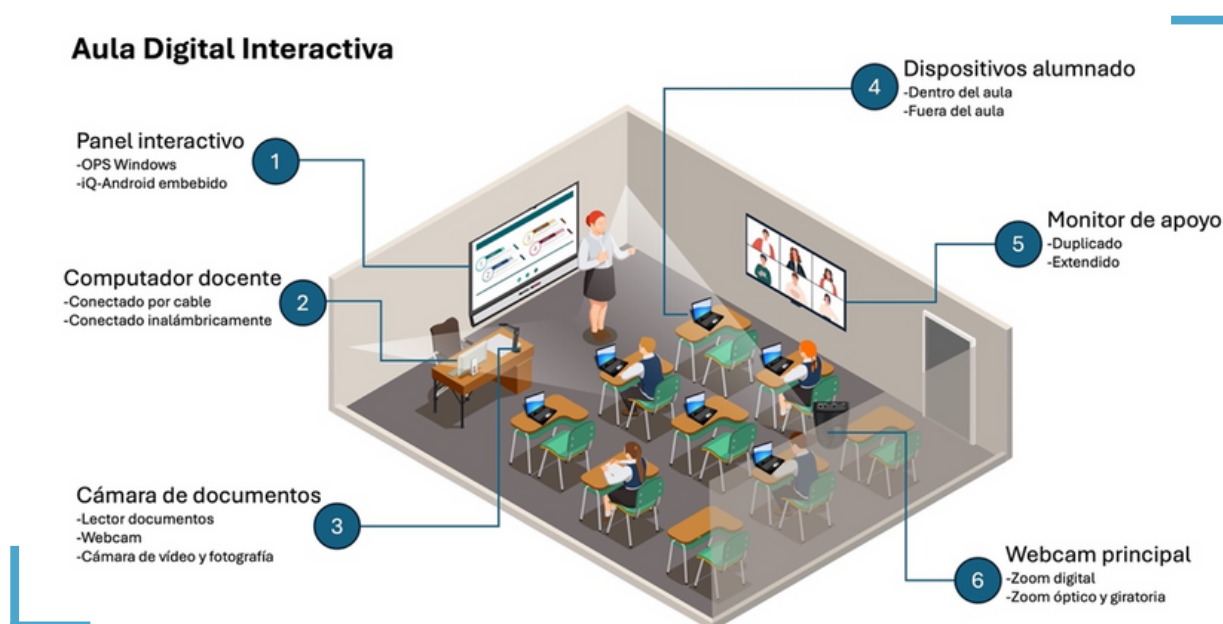 Aula Digital Interactiva
1
Panel interactivo
-OPS Windows
-iQ-Android embebido
2
Computador docente
-Conectado por cable
-Conectado inalámbricamente
3
Cámara de documentos
-Lector documentos
-Webcam
-Cámara de vídeo y fotografía
4
Dispositivos alumnado
-Dentro del aula
-Fuera del aula
5
Monitor de apoyo
-Duplicado
-Extendido
6
Webcam principal
-Zoom digital
-Zoom óptico y giratoria